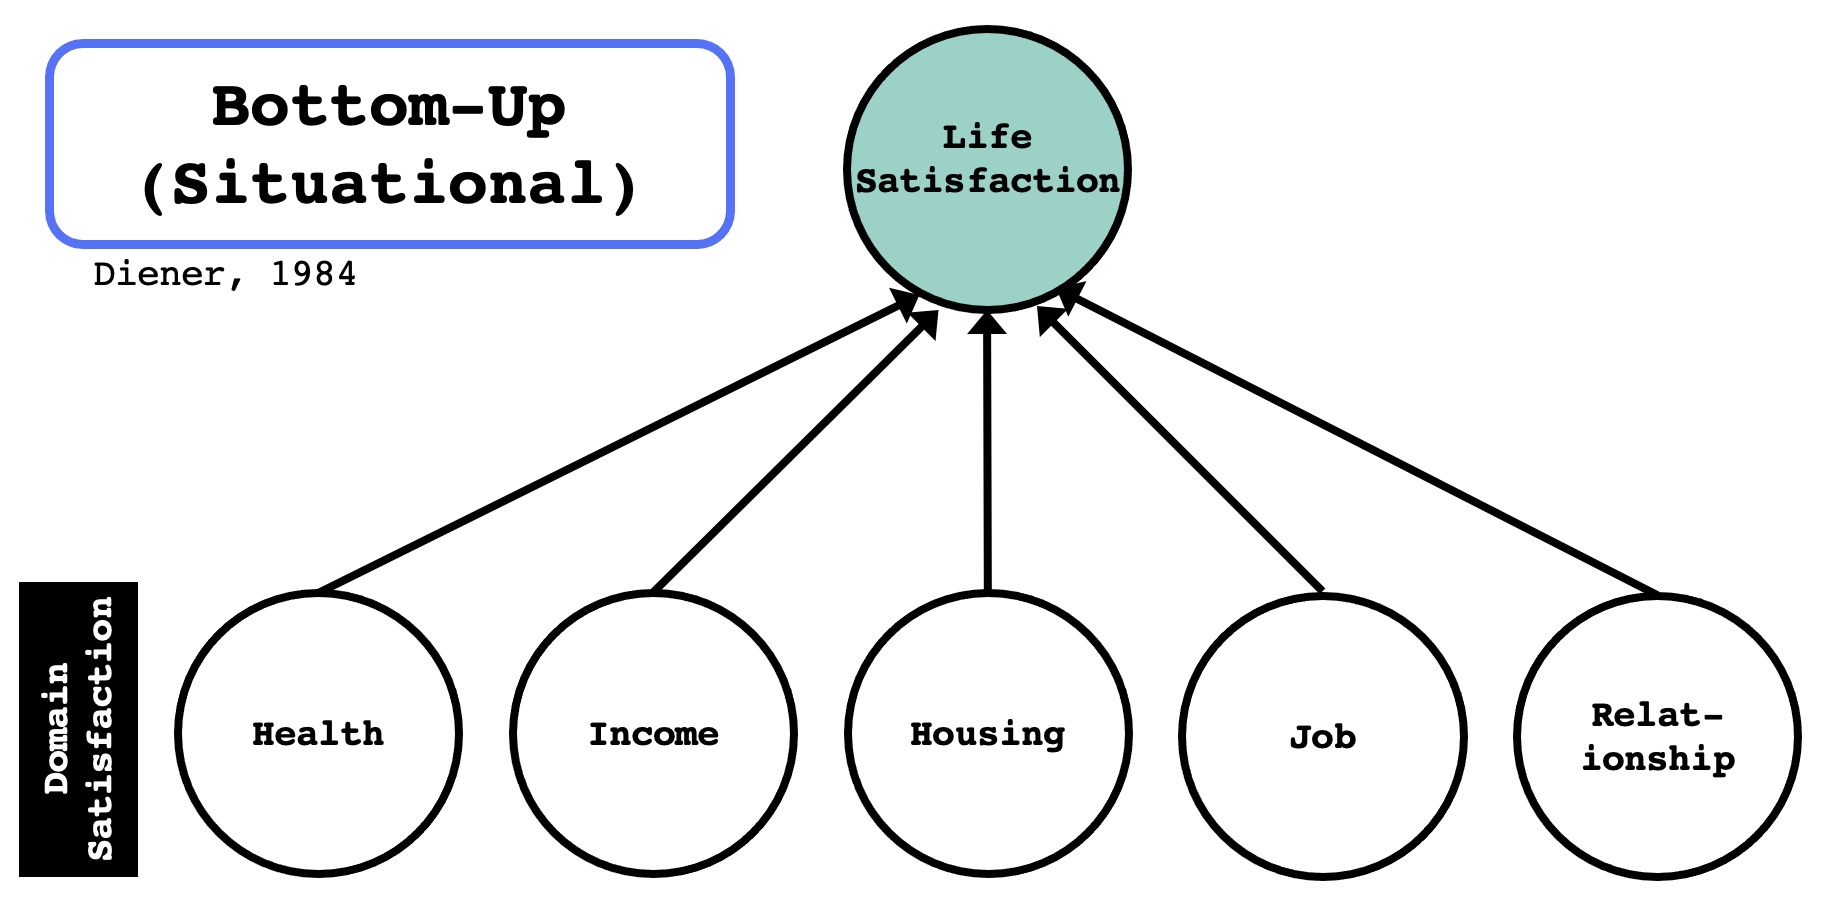 Bottom-Up
(Situational)
Diener, 1984
Life
Satisfaction
Domain
Satisfaction
Health
Income
Housing
Job
Relat-
ionship